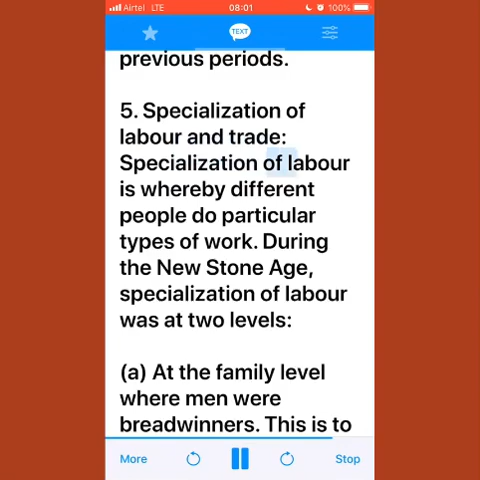 Airtel LTE 08:01 100%
TEXT
previous periods.
5. Specialization of
labour and trade:
Specialization of labour
is whereby different
people do particular
types of work. During
the New Stone Age,
specialization of labour
was at two levels:
(a) At the family level
where men were
breadwinners. This is to
More Stop